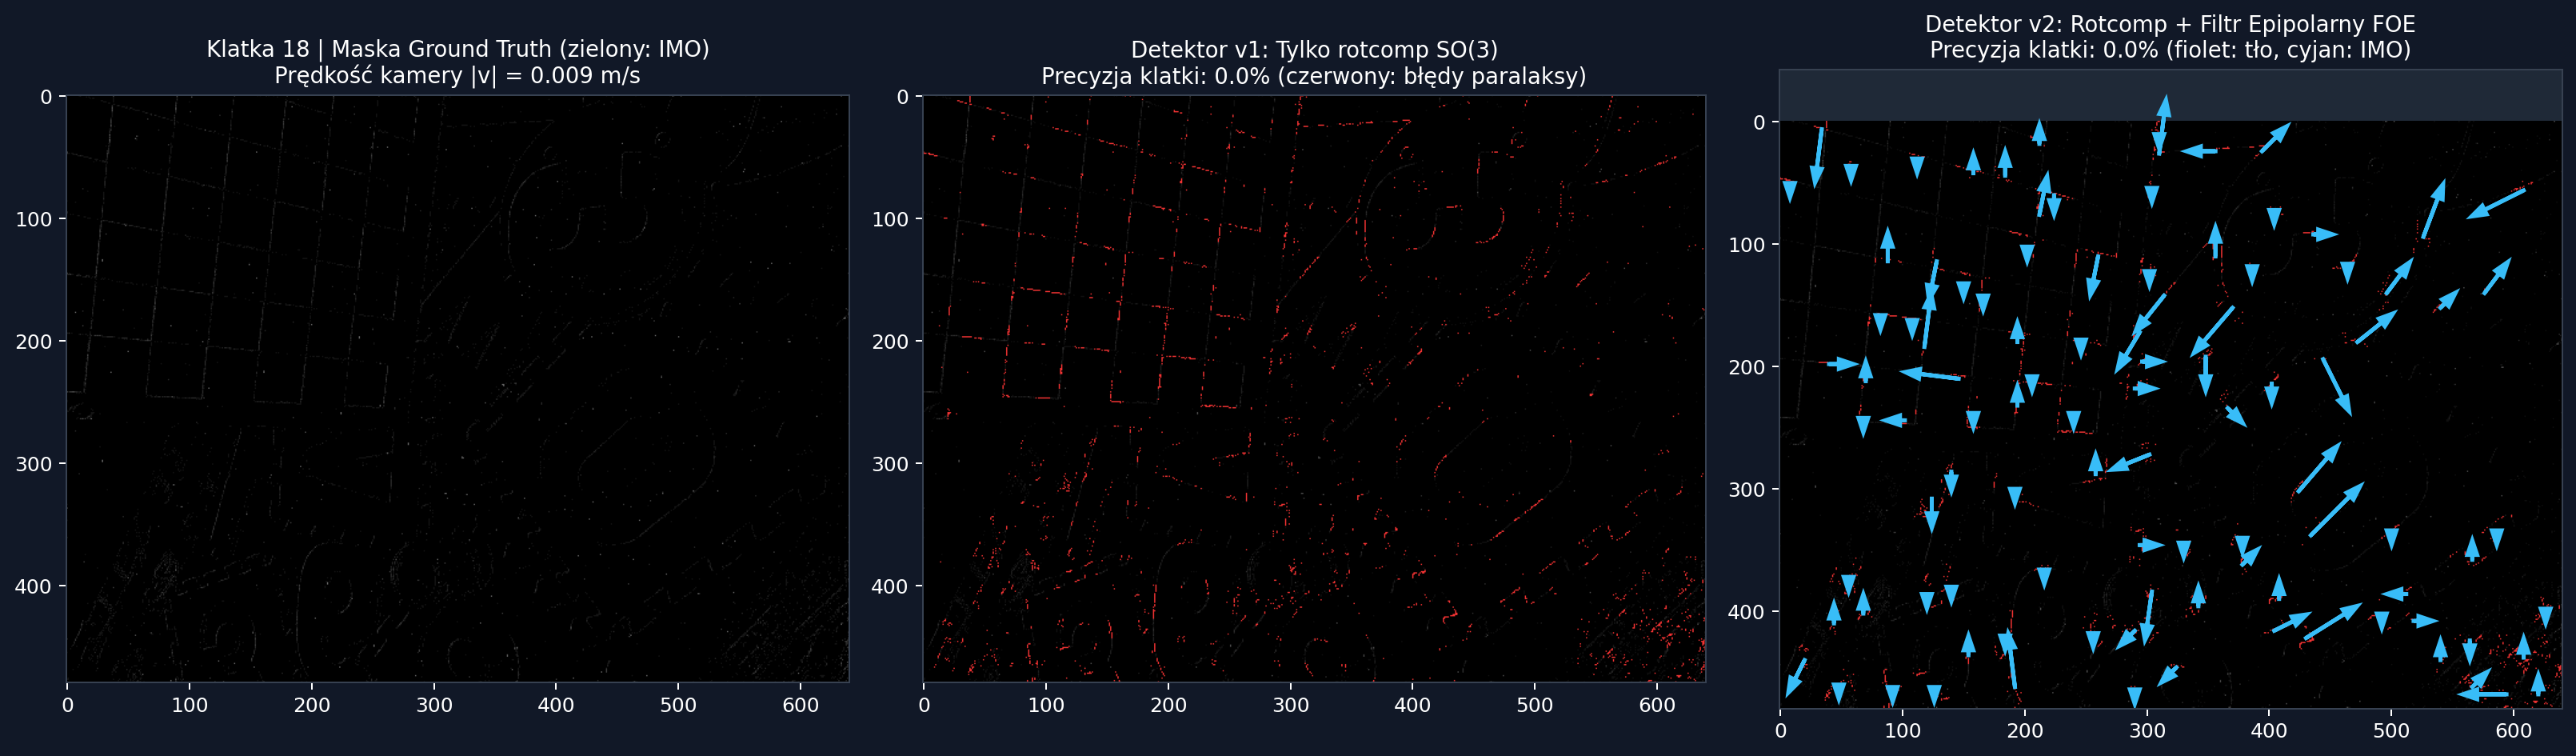 Klatka 18 | Maska Ground Truth (zielony: IMO)
Prędkość kamery |v| = 0.009 m/s
0
100
200
300
400
0 100 200 300 400 500 600
Detektor v1: Tylko rotcomp SO(3)
Precyzja klatki: 0.0% (czerwony: błędy paralaksy)
0
100
200
300
400
0 100 200 300 400 500 600
Detektor v2: Rotcomp + Filtr Epipolarny FOE
Precyzja klatki: 0.0% (fiolet: tło, cyjan: IMO)
0
100
200
300
400
0 100 200 300 400 500 600